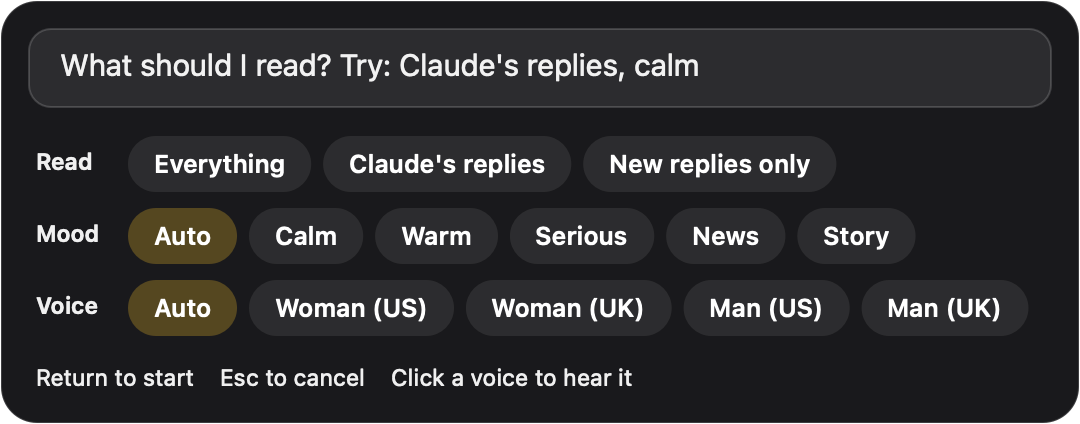 What should I read? Try: Claude's replies, calm
Read Everything Claude's replies New replies only
Mood Auto Calm Warm Serious News Story
Voice Auto Woman (US) Woman (UK) Man (US) Man (UK)
Return to start Esc to cancel Click a voice to hear it